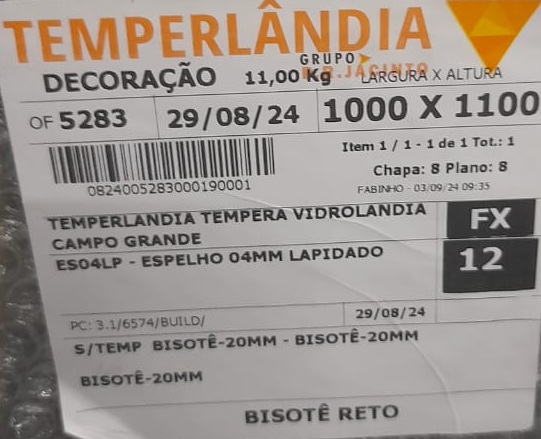 TEMPERLÂNDIA
GRUPO
R.JACINTO
DECORAÇÃO 11,00 Kg LARGURA X ALTURA
OF 5283 29/08/24 1000 X 1100
Item 1 / 1 - 1 de 1 Tot.: 1
Chapa: 8 Plano: 8
0824005283000190001 FABINHO - 03/09/24 09:35
TEMPERLANDIA TEMPERA VIDROLANDIA FX
CAMPO GRANDE
ES04LP - ESPELHO 04MM LAPIDADO 12
PC: 3.1/6574/BUILD/ 29/08/24
S/TEMP BISOTÊ-20MM - BISOTÊ-20MM
BISOTÊ-20MM
BISOTÊ RETO